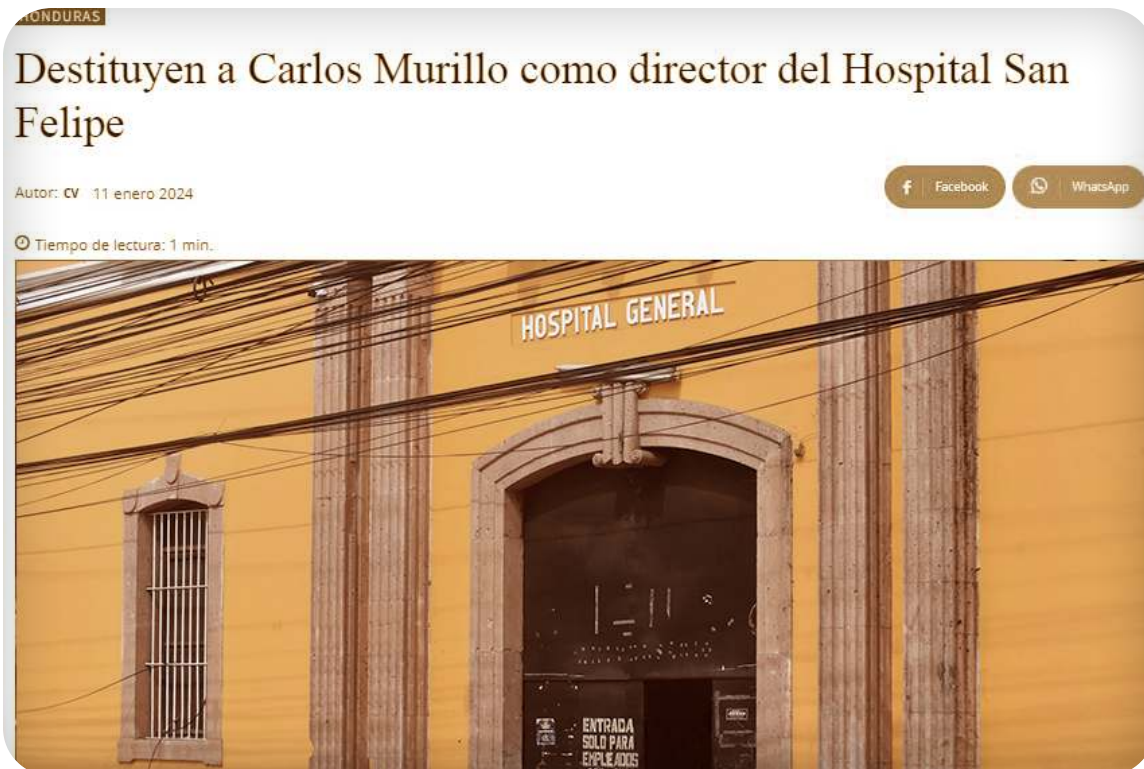 HONDURAS
Destituyen a Carlos Murillo como director del Hospital San
Felipe
Autor: CV 11 enero 2024
Facebook
WhatsApp
Tiempo de lectura: 1 min.
HOSPITAL GENERAL
ENTRADA
SOLO PARA
EMPLEADOS